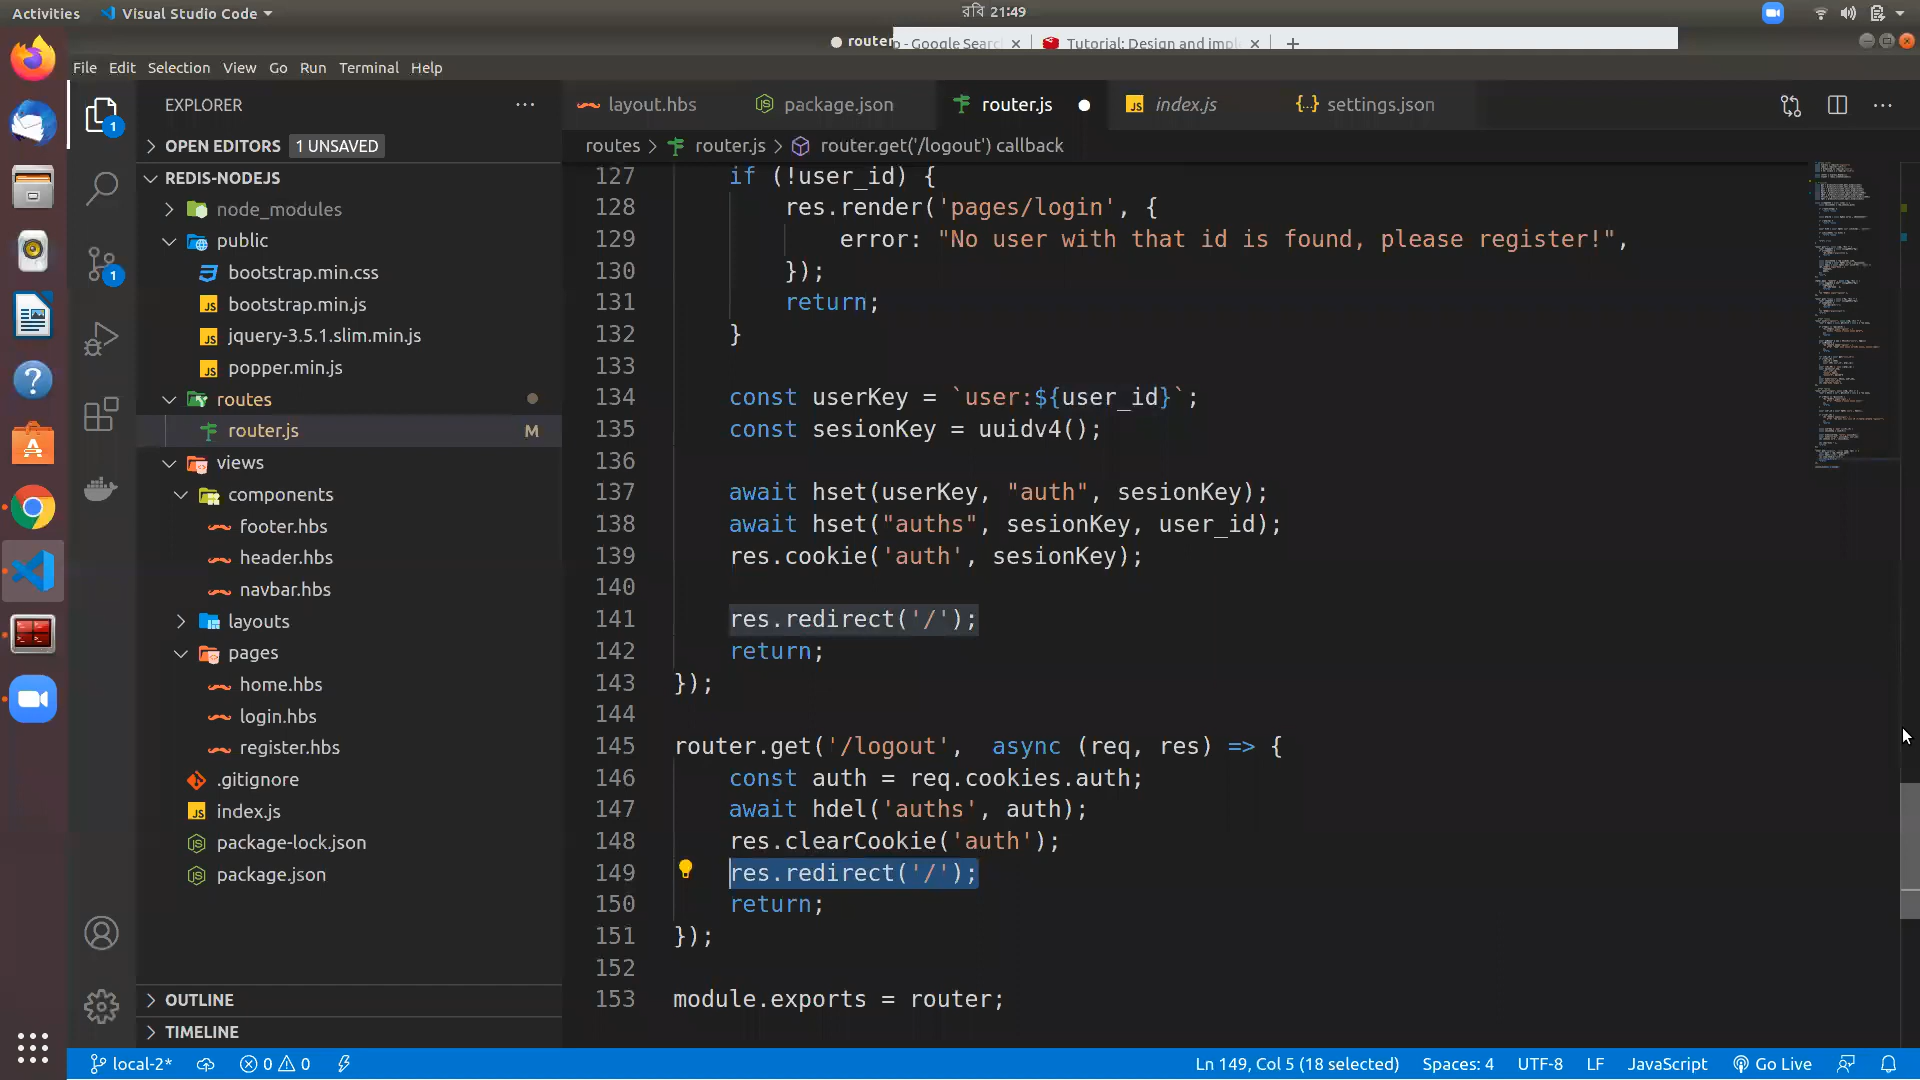 Activities
Visual Studio Code
রবি 21:49
router
- Google Searc
Tutorial: Design and impl
File Edit Selection View Go Run Terminal Help
EXPLORER
layout.hbs
package.json
router.js
index.js
settings.json
OPEN EDITORS 1 UNSAVED
routes > router.js > router.get('/logout') callback
REDIS-NODEJS
node_modules
public
bootstrap.min.css
bootstrap.min.js
jquery-3.5.1.slim.min.js
popper.min.js
routes
router.js M
views
components
footer.hbs
header.hbs
navbar.hbs
layouts
pages
home.hbs
login.hbs
register.hbs
.gitignore
index.js
package-lock.json
package.json
OUTLINE
TIMELINE
1
1
127 if (!user_id) {
128 res.render('pages/login', {
129 error: "No user with that id is found, please register!",
130 });
131 return;
132 }
133
134 const userKey = `user:${user_id}`;
135 const sesionKey = uuidv4();
136
137 await hset(userKey, "auth", sesionKey);
138 await hset("auths", sesionKey, user_id);
139 res.cookie('auth', sesionKey);
140
141 res.redirect('/');
142 return;
143 });
144
145 router.get('/logout', async (req, res) => {
146 const auth = req.cookies.auth;
147 await hdel('auths', auth);
148 res.clearCookie('auth');
149 res.redirect('/');
150 return;
151 });
152
153 module.exports = router;
local-2* 0 0
Ln 149, Col 5 (18 selected) Spaces: 4 UTF-8 LF JavaScript Go Live